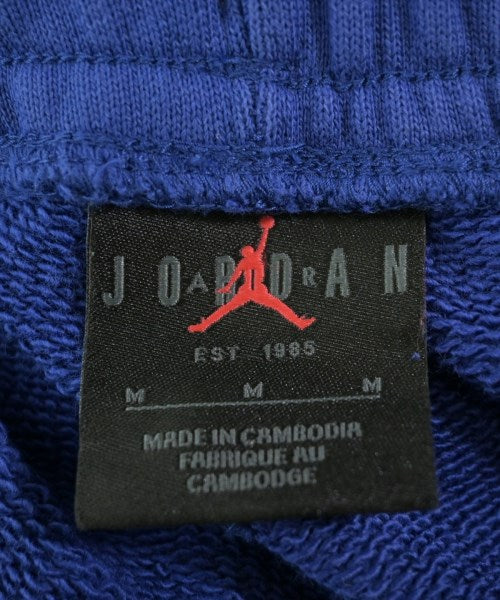 JORDAN
AIR
EST 1985
M M M
MADE IN CAMBODIA
FABRIQUE AU
CAMBODGE